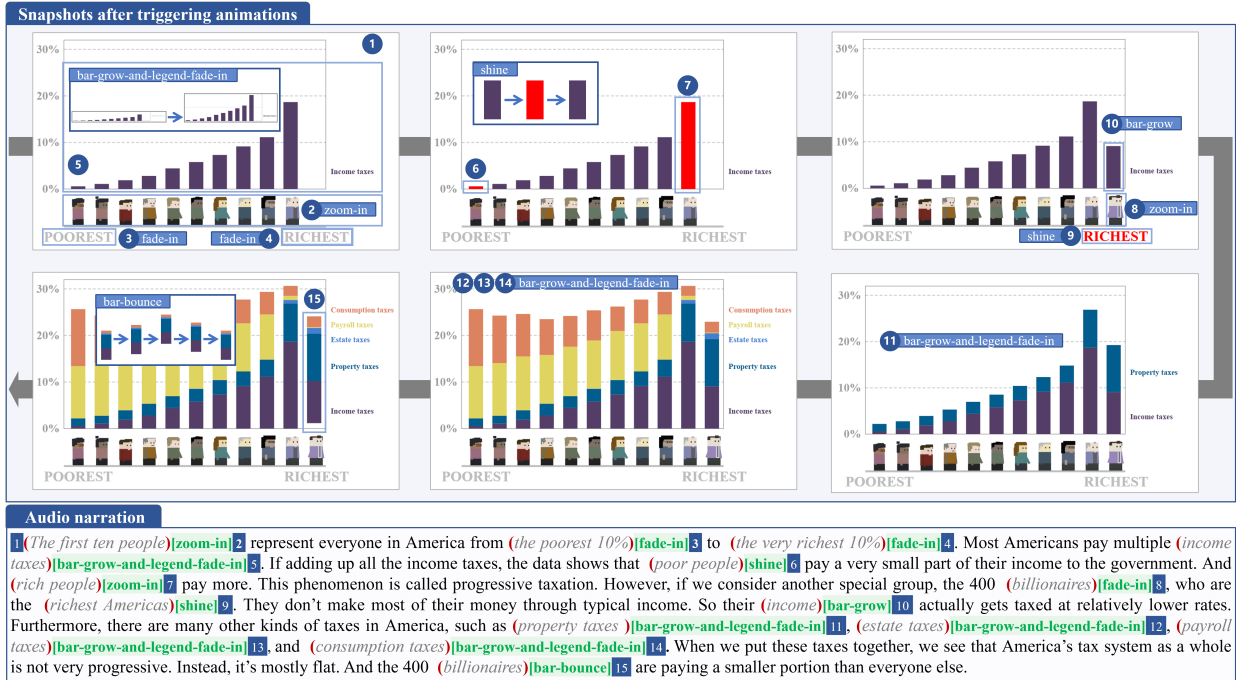 Snapshots after triggering animations
30%
20%
10%
0%
1
bar-grow-and-legend-fade-in
5
Income taxes
2 zoom-in
POOREST
3 fade-in
fade-in 4
RICHEST
30%
20%
10%
0%
shine
7
6
Income taxes
POOREST
RICHEST
30%
20%
10%
0%
10 bar-grow
Income taxes
8 zoom-in
POOREST
shine 9 RICHEST
30%
20%
10%
0%
bar-bounce
15
Consumption taxes
Payroll taxes
Estate taxes
Property taxes
Income taxes
POOREST
RICHEST
30%
20%
10%
0%
12 13 14 bar-grow-and-legend-fade-in
Consumption taxes
Payroll taxes
Estate taxes
Property taxes
Income taxes
POOREST
RICHEST
30%
20%
10%
0%
11 bar-grow-and-legend-fade-in
Property taxes
Income taxes
POOREST
RICHEST
Audio narration
1 (The first ten people)[zoom-in] 2 represent everyone in America from (the poorest 10%)[fade-in] 3 to (the very richest 10%)[fade-in] 4. Most Americans pay multiple (income
taxes)[bar-grow-and-legend-fade-in] 5. If adding up all the income taxes, the data shows that (poor people)[shine] 6 pay a very small part of their income to the government. And
(rich people)[zoom-in] 7 pay more. This phenomenon is called progressive taxation. However, if we consider another special group, the 400 (billionaires)[fade-in] 8, who are
the (richest Americas)[shine] 9. They don't make most of their money through typical income. So their (income)[bar-grow] 10 actually gets taxed at relatively lower rates.
Furthermore, there are many other kinds of taxes in America, such as (property taxes )[bar-grow-and-legend-fade-in] 11, (estate taxes)[bar-grow-and-legend-fade-in] 12, (payroll
taxes)[bar-grow-and-legend-fade-in] 13, and (consumption taxes)[bar-grow-and-legend-fade-in] 14. When we put these taxes together, we see that America's tax system as a whole
is not very progressive. Instead, it's mostly flat. And the 400 (billionaires)[bar-bounce] 15 are paying a smaller portion than everyone else.